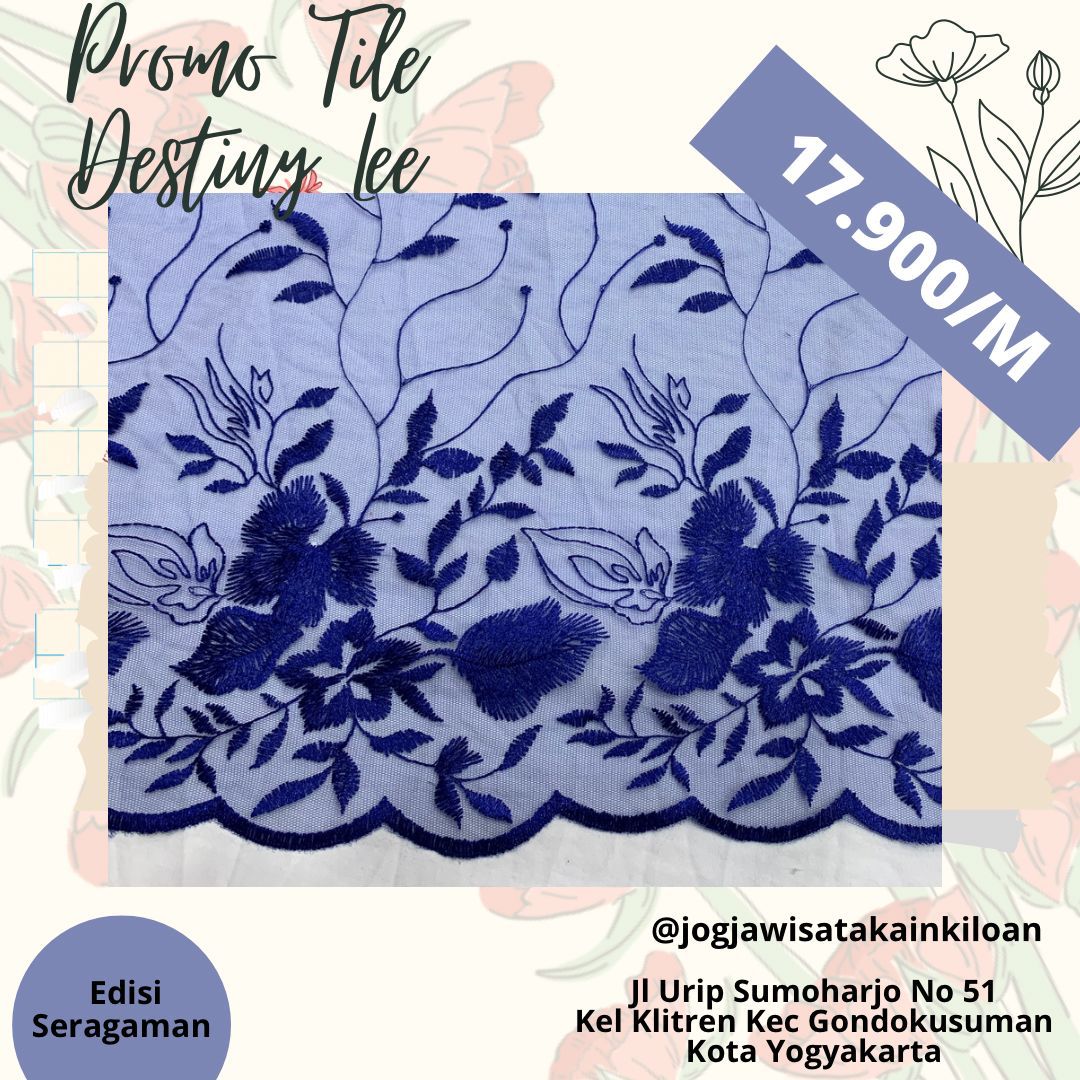 Promo Tile
Destiny lee
17.900/M
@jogjawisatakainkiloan
Jl Urip Sumoharjo No 51
Kel Klitren Kec Gondokusuman
Kota Yogyakarta
Edisi
Seragaman